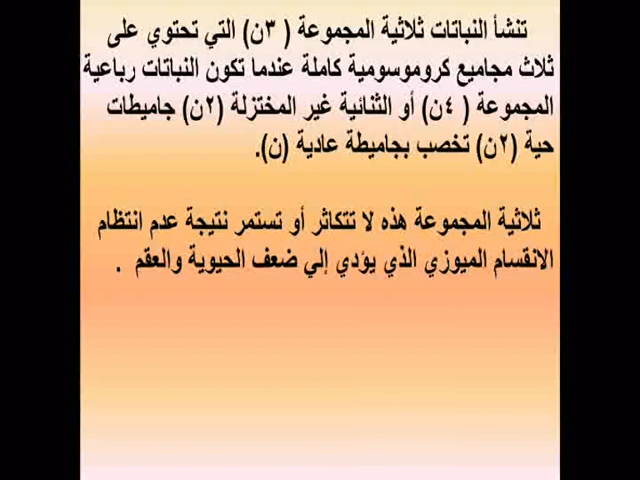 تنشأ النباتات ثلاثية المجموعة ( ٣ن) التي تحتوي على
ثلاث مجاميع كروموسومية كاملة عندما تكون النباتات رباعية
المجموعة ( ٤ن) أو الثنائية غير المختزلة (٢ن) جاميطات
حية (٢ن) تخصب بجاميطة عادية (ن).
ثلاثية المجموعة هذه لا تتكاثر أو تستمر نتيجة عدم انتظام
الانقسام الميوزي الذي يؤدي إلي ضعف الحيوية والعقم .